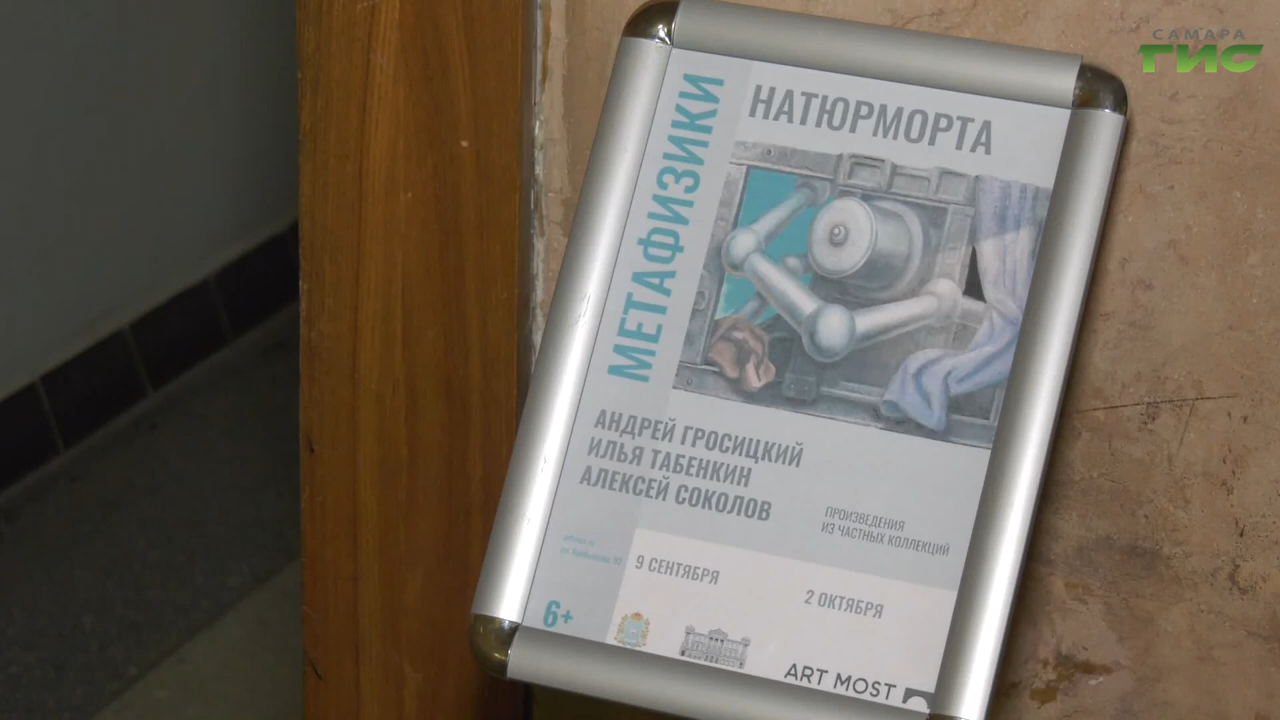 САМАРА
ГИС
МЕТАФИЗИКИ
НАТЮРМОРТА
АНДРЕЙ ГРОСИЦКИЙ
ИЛЬЯ ТАБЕНКИН
АЛЕКСЕЙ СОКОЛОВ
ПРОИЗВЕДЕНИЯ
ИЗ ЧАСТНЫХ КОЛЛЕКЦИЙ
9 СЕНТЯБРЯ
2 ОКТЯБРЯ
6+
ART MOST